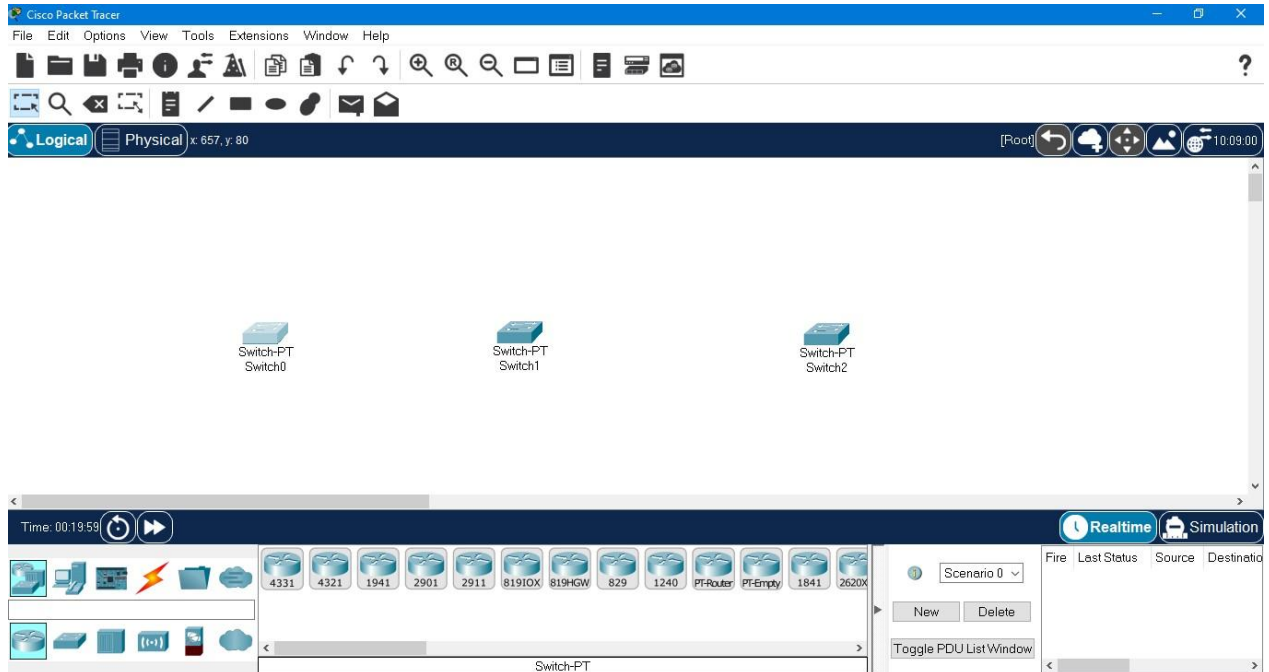 Cisco Packet Tracer
File Edit Options View Tools Extensions Window Help
?
Logical Physical x: 657, y: 80 [Root] 10:09:00
Switch-PT Switch-PT Switch-PT
Switch0 Switch1 Switch2
Time: 00:19:59 Realtime Simulation
Fire Last Status Source Destinatio
Scenario 0
4331 4321 1941 2901 2911 819IOX 819HGW 829 1240 PT-Router PT-Empty 1841 2620X
New Delete
Toggle PDU List Window
Switch-PT